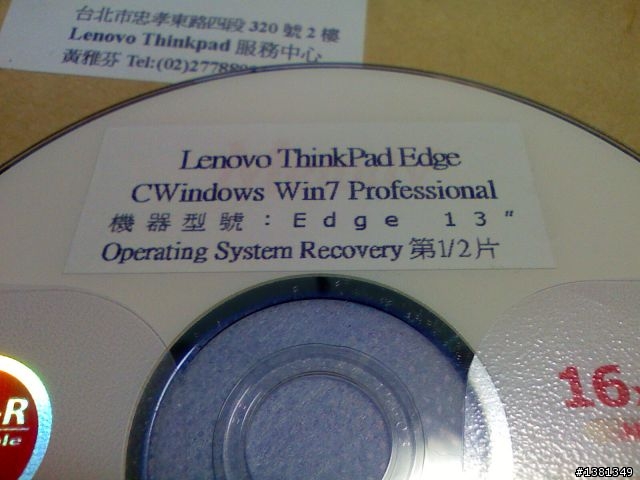 台北市忠孝東路四段 320 號 2 樓
Lenovo Thinkpad 服務中心
黃雅芬 Tel:(02)27788
Lenovo ThinkPad Edge
CWindows Win7 Professional
機器型號：Edge 13"
Operating System Recovery 第1/2片
-R
16x
#1381349